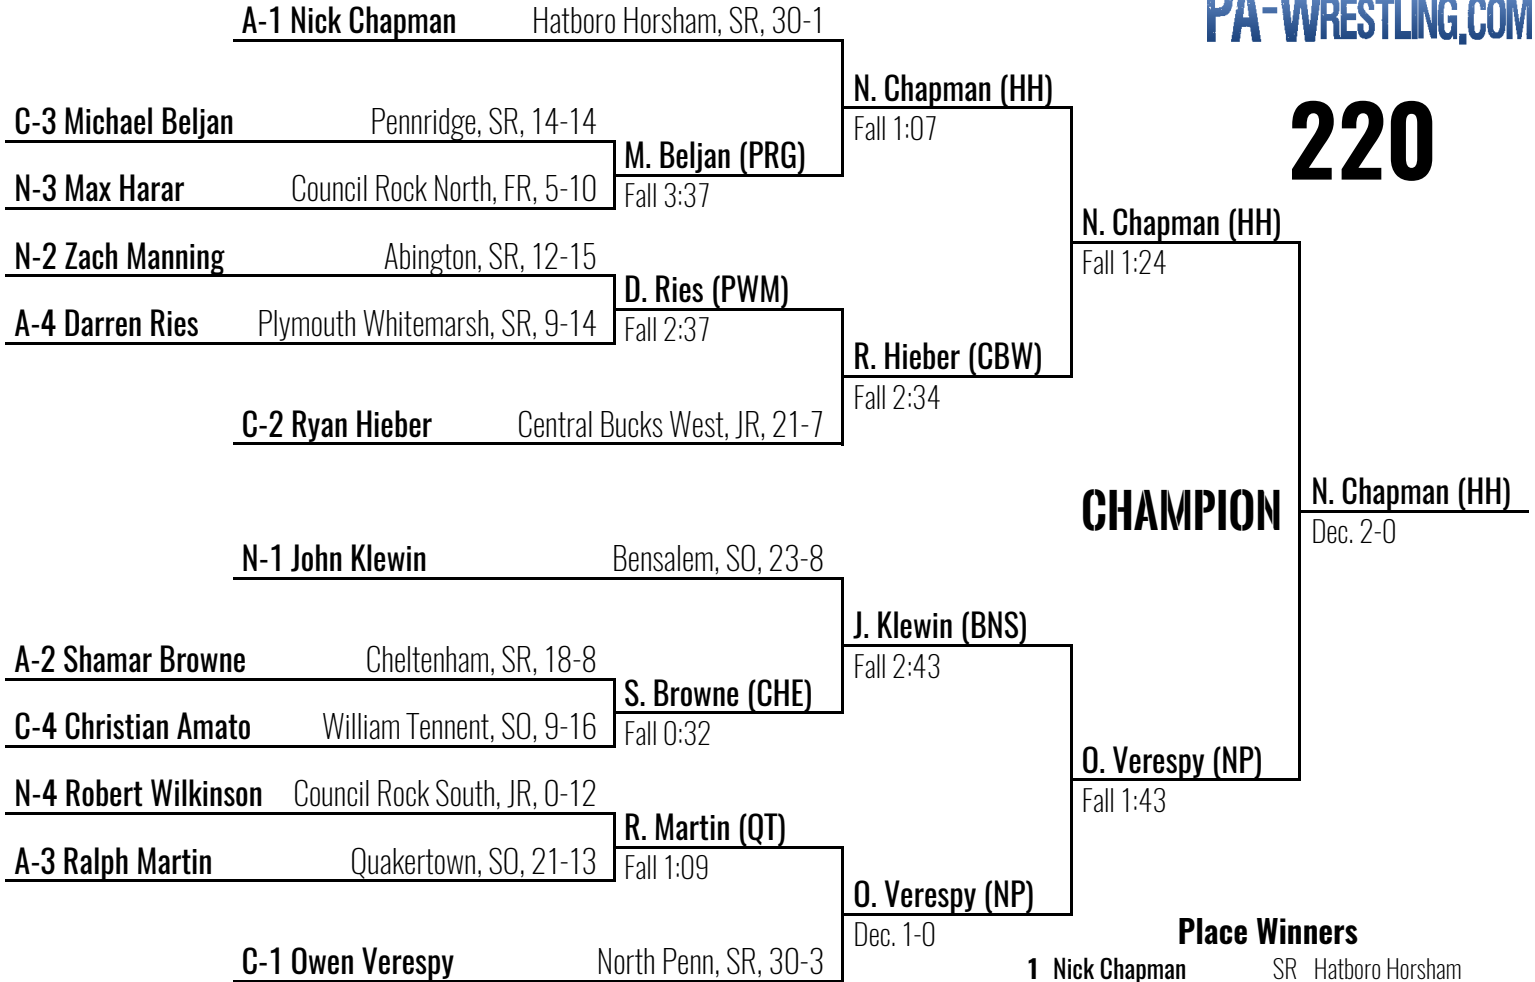 A-1 Nick Chapman Hatboro Horsham, SR, 30-1
PA-WRESTLING.COM
N. Chapman (HH)
Fall 1:07
220
C-3 Michael Beljan Pennridge, SR, 14-14
M. Beljan (PRG)
Fall 3:37
N-3 Max Harar Council Rock North, FR, 5-10
N. Chapman (HH)
Fall 1:24
N-2 Zach Manning Abington, SR, 12-15
D. Ries (PWM)
Fall 2:37
A-4 Darren Ries Plymouth Whitemarsh, SR, 9-14
R. Hieber (CBW)
Fall 2:34
C-2 Ryan Hieber Central Bucks West, JR, 21-7
CHAMPION
N. Chapman (HH)
Dec. 2-0
N-1 John Klewin Bensalem, SO, 23-8
J. Klewin (BNS)
Fall 2:43
A-2 Shamar Browne Cheltenham, SR, 18-8
S. Browne (CHE)
Fall 0:32
C-4 Christian Amato William Tennent, SO, 9-16
O. Verespy (NP)
Fall 1:43
N-4 Robert Wilkinson Council Rock South, JR, 0-12
R. Martin (QT)
Fall 1:09
A-3 Ralph Martin Quakertown, SO, 21-13
O. Verespy (NP)
Dec. 1-0
C-1 Owen Verespy North Penn, SR, 30-3
Place Winners
1 Nick Chapman SR Hatboro Horsham